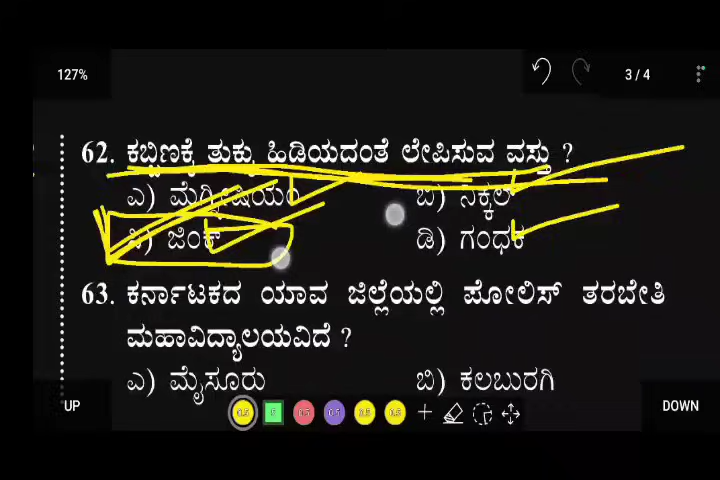 127%
3 / 4
62. ಕಬ್ಬಿಣಕ್ಕೆ ತುಕ್ಕು ಹಿಡಿಯದಂತೆ ಲೇಪಿಸುವ ವಸ್ತು ?
ಎ) ಮೆಗ್ನೀಷಿಯಂ ಬಿ) ನಿಕ್ಕಲ್
ಸಿ) ಜಿಂಕ್ ಡಿ) ಗಂಧಕ
63. ಕರ್ನಾಟಕದ ಯಾವ ಜಿಲ್ಲೆಯಲ್ಲಿ ಪೋಲಿಸ್ ತರಬೇತಿ
ಮಹಾವಿದ್ಯಾಲಯವಿದೆ ?
ಎ) ಮೈಸೂರು ಬಿ) ಕಲಬುರಗಿ
UP DOWN